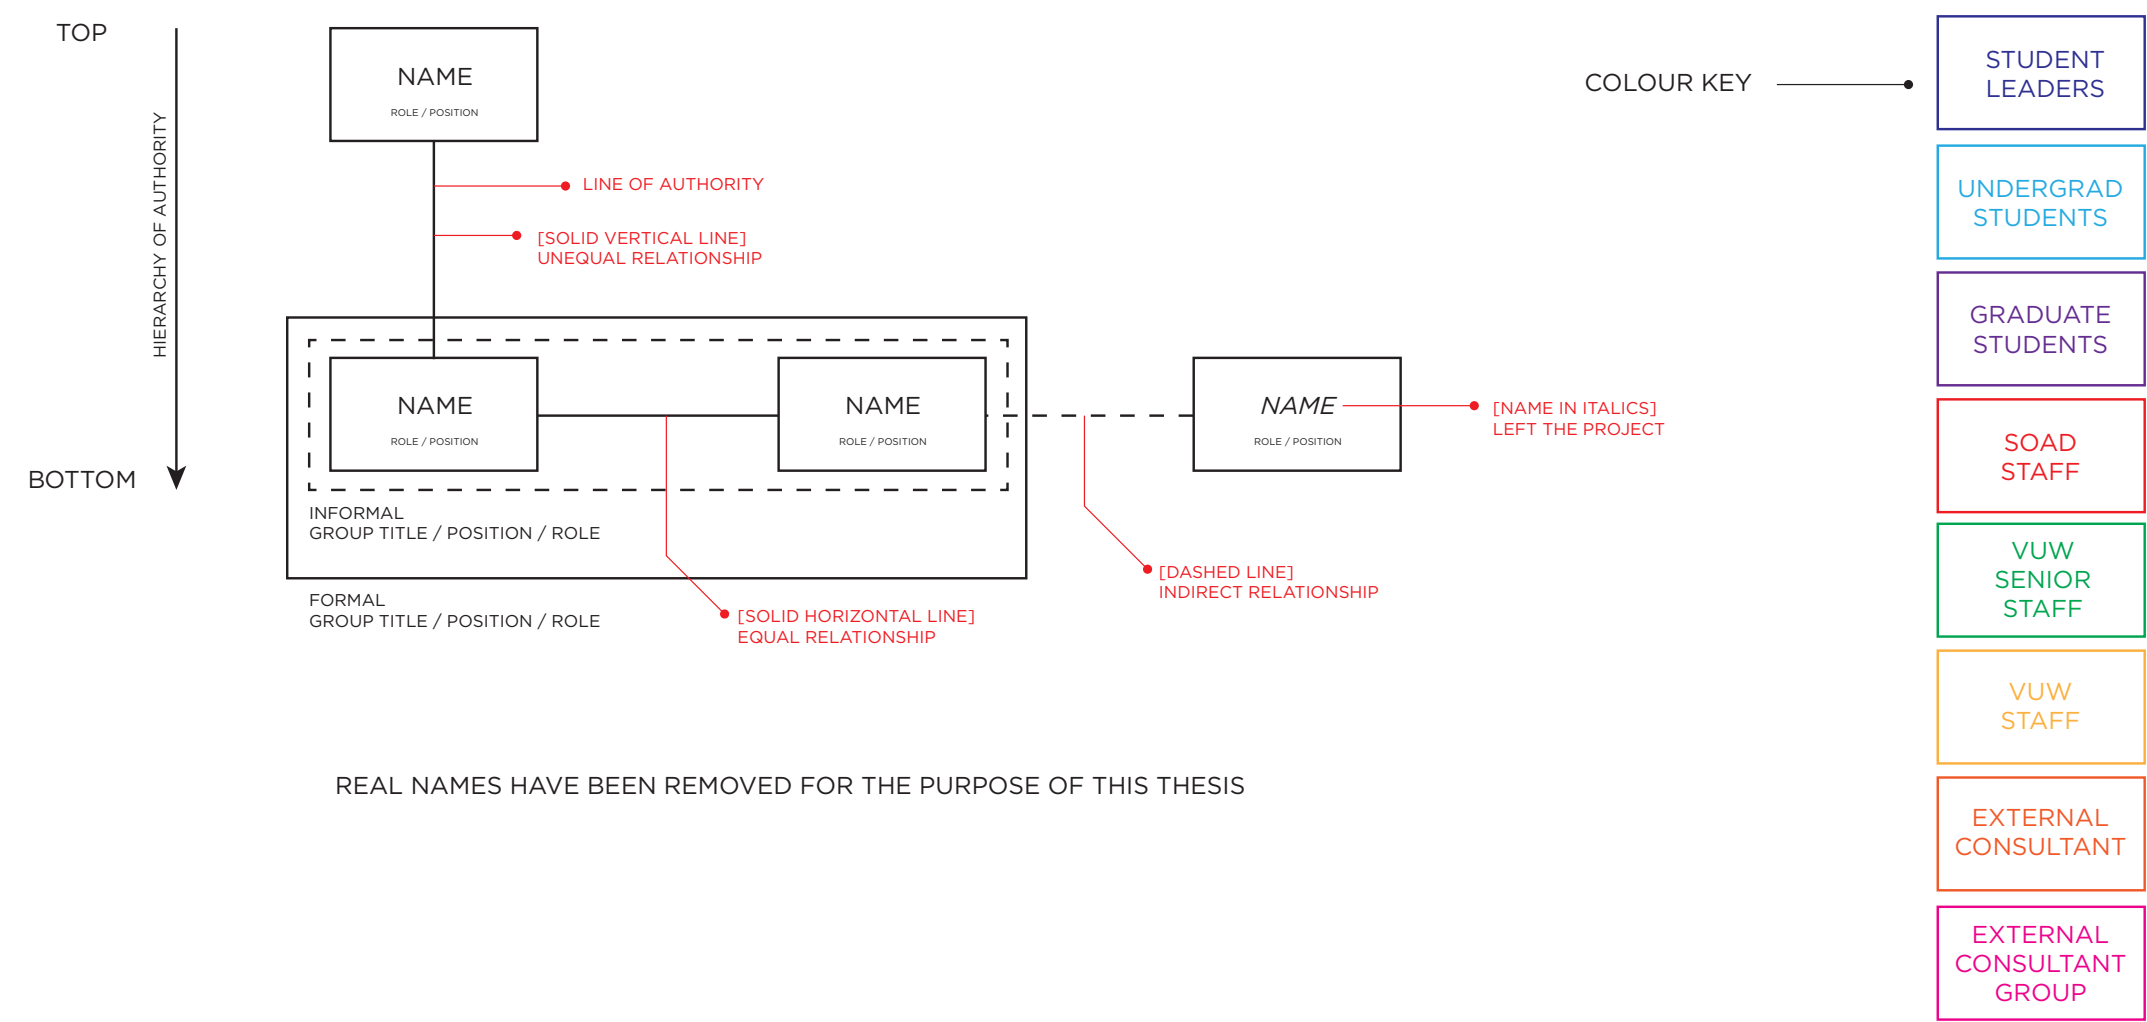 TOP
HIERARCHY OF AUTHORITY
BOTTOM
NAME
ROLE / POSITION
LINE OF AUTHORITY
[SOLID VERTICAL LINE]
UNEQUAL RELATIONSHIP
NAME
ROLE / POSITION
NAME
ROLE / POSITION
NAME
ROLE / POSITION
[NAME IN ITALICS]
LEFT THE PROJECT
INFORMAL
GROUP TITLE / POSITION / ROLE
FORMAL
GROUP TITLE / POSITION / ROLE
[SOLID HORIZONTAL LINE]
EQUAL RELATIONSHIP
[DASHED LINE]
INDIRECT RELATIONSHIP
REAL NAMES HAVE BEEN REMOVED FOR THE PURPOSE OF THIS THESIS
COLOUR KEY
STUDENT
LEADERS
UNDERGRAD
STUDENTS
GRADUATE
STUDENTS
SOAD
STAFF
VUW
SENIOR
STAFF
VUW
STAFF
EXTERNAL
CONSULTANT
EXTERNAL
CONSULTANT
GROUP